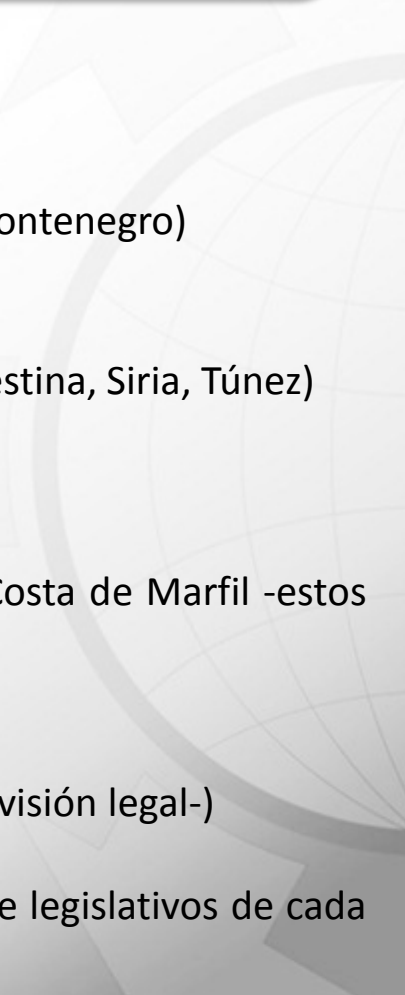 ontenegro)
estina, Siria, Túnez)
Costa de Marfil -estos
visión legal-)
e legislativos de cada